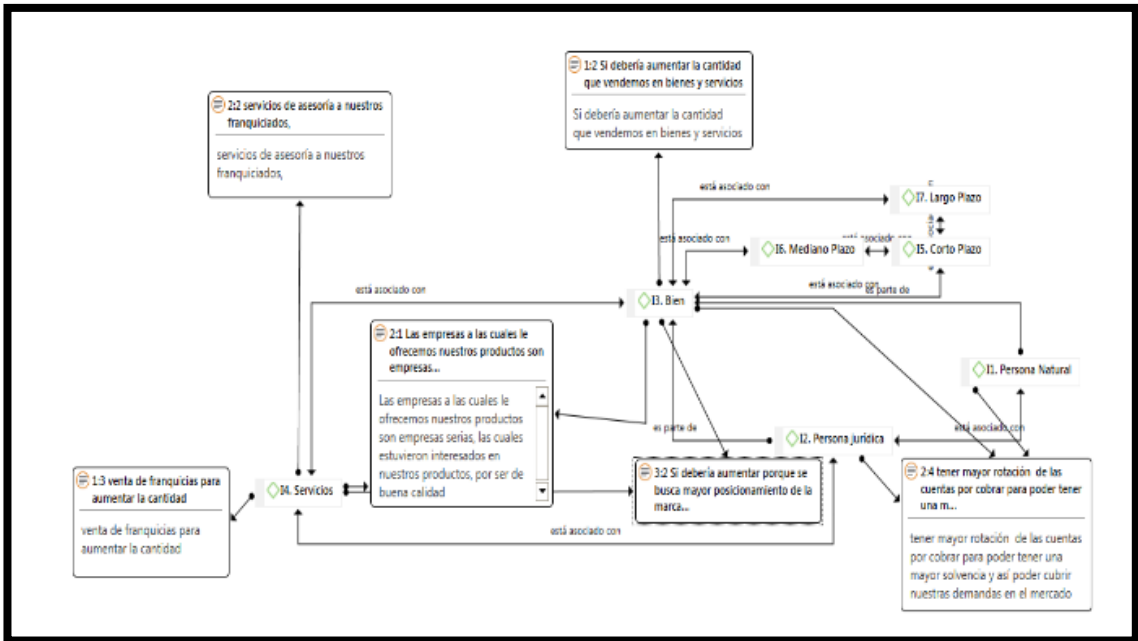 1:2 Si debería aumentar la cantidad
que vendemos en bienes y servicios
Si debería aumentar la cantidad
que vendemos en bienes y servicios
2:2 servicios de asesoría a nuestros
franquiciados,
servicios de asesoría a nuestros
franquiciados,
está asociado con
I7. Largo Plazo
está asociado con
I6. Mediano Plazo
está asociado con
I5. Corto Plazo
está asociado con
es parte de
está asociado con
I3. Bien
2:1 Las empresas a las cuales le
ofrecemos nuestros productos son
empresas...
Las empresas a las cuales le
ofrecemos nuestros productos
son empresas serias, las cuales
estuvieron interesados en
nuestros productos, por ser de
buena calidad
I1. Persona Natural
es parte de
I2. Persona jurídica
está asociado con
1:3 venta de franquicias para
aumentar la cantidad
venta de franquicias para
aumentar la cantidad
I4. Servicios
3:2 Si debería aumentar porque se
busca mayor posicionamiento de la
marca...
está asociado con
2:4 tener mayor rotación de las
cuentas por cobrar para poder tener
una m...
tener mayor rotación de las cuentas
por cobrar para poder tener una
mayor solvencia y así poder cubrir
nuestras demandas en el mercado